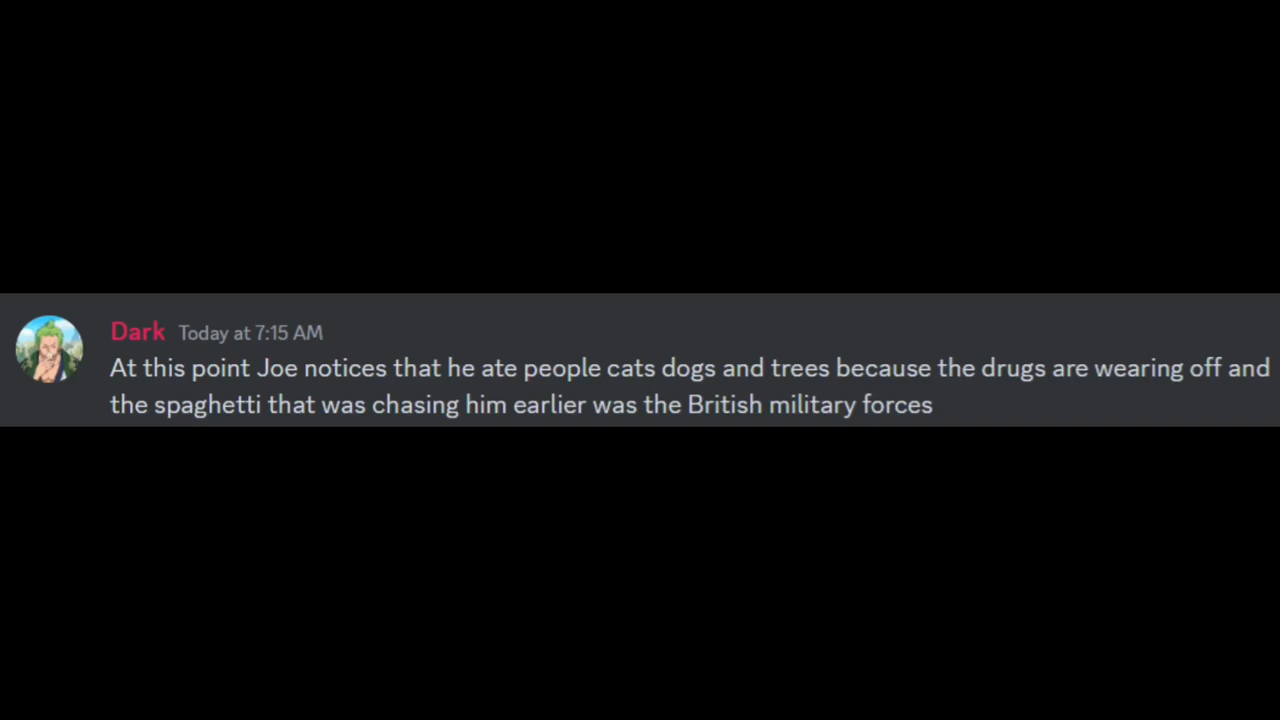 Dark Today at 7:15 AM
At this point Joe notices that he ate people cats dogs and trees because the drugs are wearing off and
the spaghetti that was chasing him earlier was the British military forces